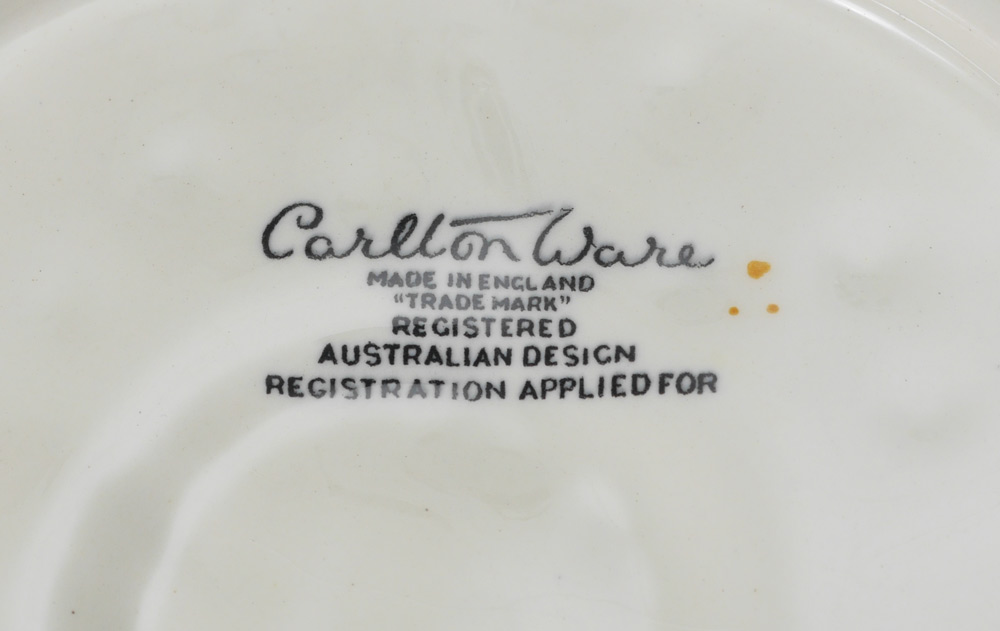 Carlton Ware
MADE IN ENGLAND
"TRADE MARK"
REGISTERED
AUSTRALIAN DESIGN
REGISTRATION APPLIED FOR